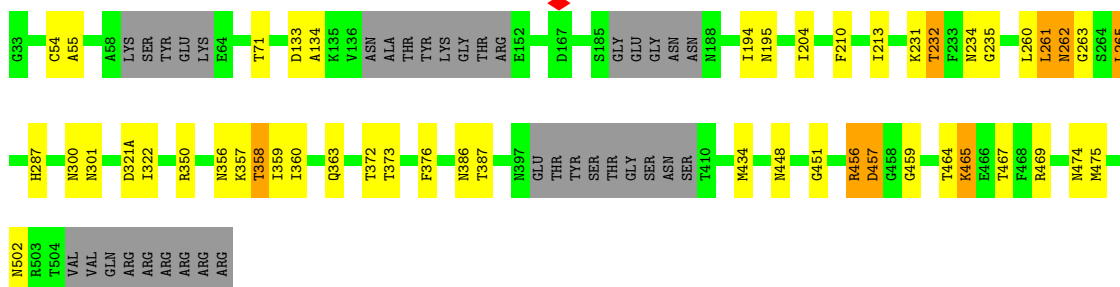 G33 C54 A55 A58 LYS SER TYR GLU LYS E64 T71 D133 A134 K135 V136 ASN ALA THR TYR LYS GLY THR ARG E152 D167 S185 GLY GLU GLY ASN ASN N188 I194 N195 I204 F210 I213 K231 T232 F233 N234 G235 L260 L261 N262 G263 S264 L265
H287 N300 N301 D321A I322 R350 N356 K357 T358 I359 I360 Q363 T372 T373 F376 N386 T387 N397 GLU THR TYR SER THR GLY SER ASN SER T410 M434 N448 G451 R456 D457 G458 G459 T464 K465 E466 T467 F468 R469 N474 M475
N502 R503 T504 VAL VAL GLN ARG ARG ARG ARG ARG ARG